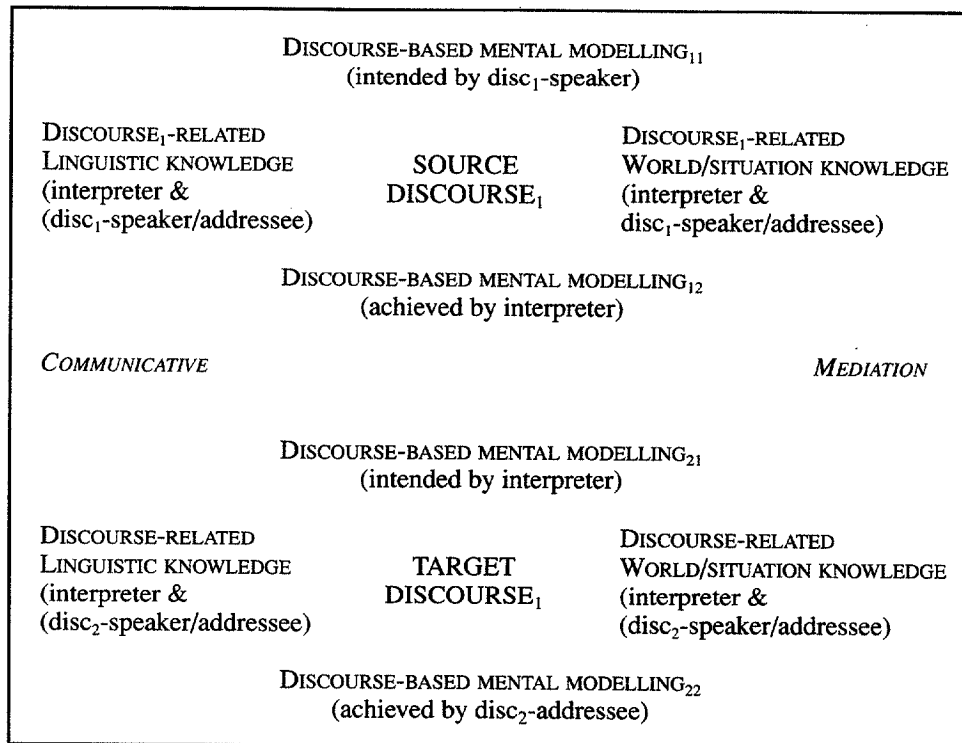 DISCOURSE-BASED MENTAL MODELLING₁₁
(intended by disc₁-speaker)
DISCOURSE₁-RELATED
LINGUISTIC KNOWLEDGE
(interpreter &
(disc₁-speaker/addressee)
SOURCE
DISCOURSE₁
DISCOURSE₁-RELATED
WORLD/SITUATION KNOWLEDGE
(interpreter &
disc₁-speaker/addressee)
DISCOURSE-BASED MENTAL MODELLING₁₂
(achieved by interpreter)
COMMUNICATIVE
MEDIATION
DISCOURSE-BASED MENTAL MODELLING₂₁
(intended by interpreter)
DISCOURSE-RELATED
LINGUISTIC KNOWLEDGE
(interpreter &
(disc₂-speaker/addressee)
TARGET
DISCOURSE₁
DISCOURSE-RELATED
WORLD/SITUATION KNOWLEDGE
(interpreter &
(disc₂-speaker/addressee)
DISCOURSE-BASED MENTAL MODELLING₂₂
(achieved by disc₂-addressee)